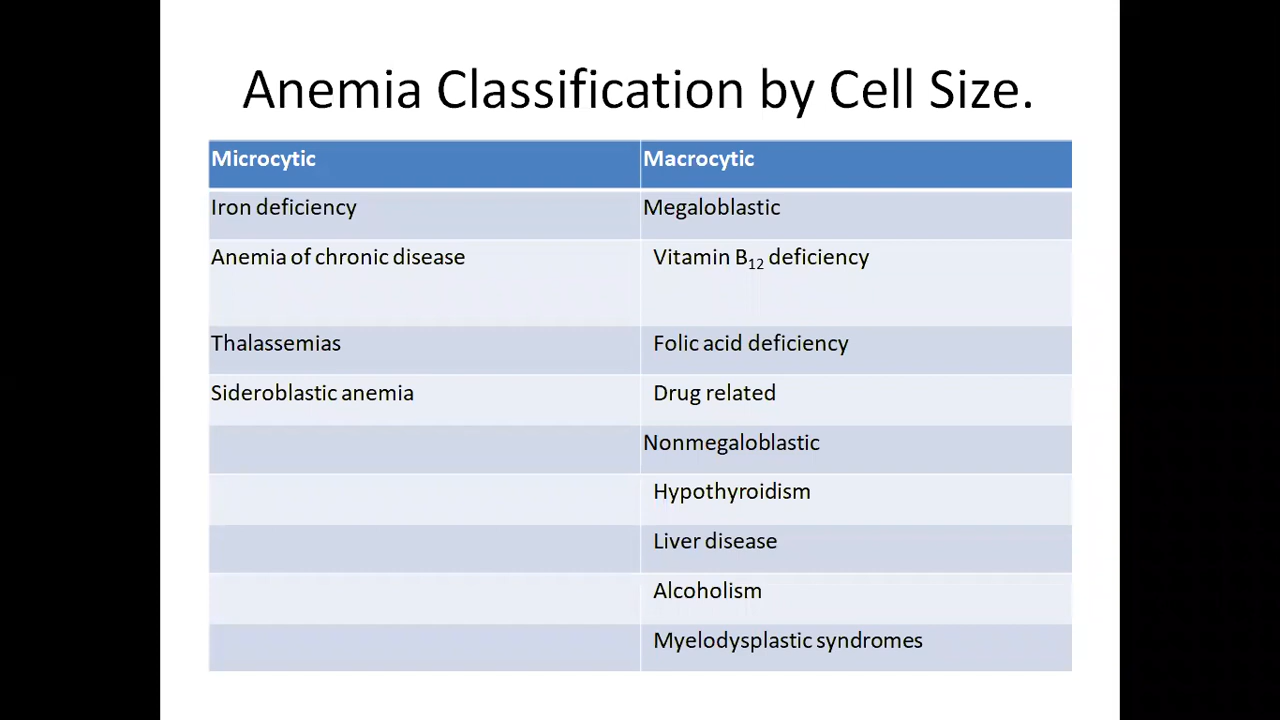 Anemia Classification by Cell Size.
Microcytic Macrocytic
Iron deficiency Megaloblastic
Anemia of chronic disease Vitamin B₁₂ deficiency
Thalassemias Folic acid deficiency
Sideroblastic anemia Drug related
Nonmegaloblastic
Hypothyroidism
Liver disease
Alcoholism
Myelodysplastic syndromes